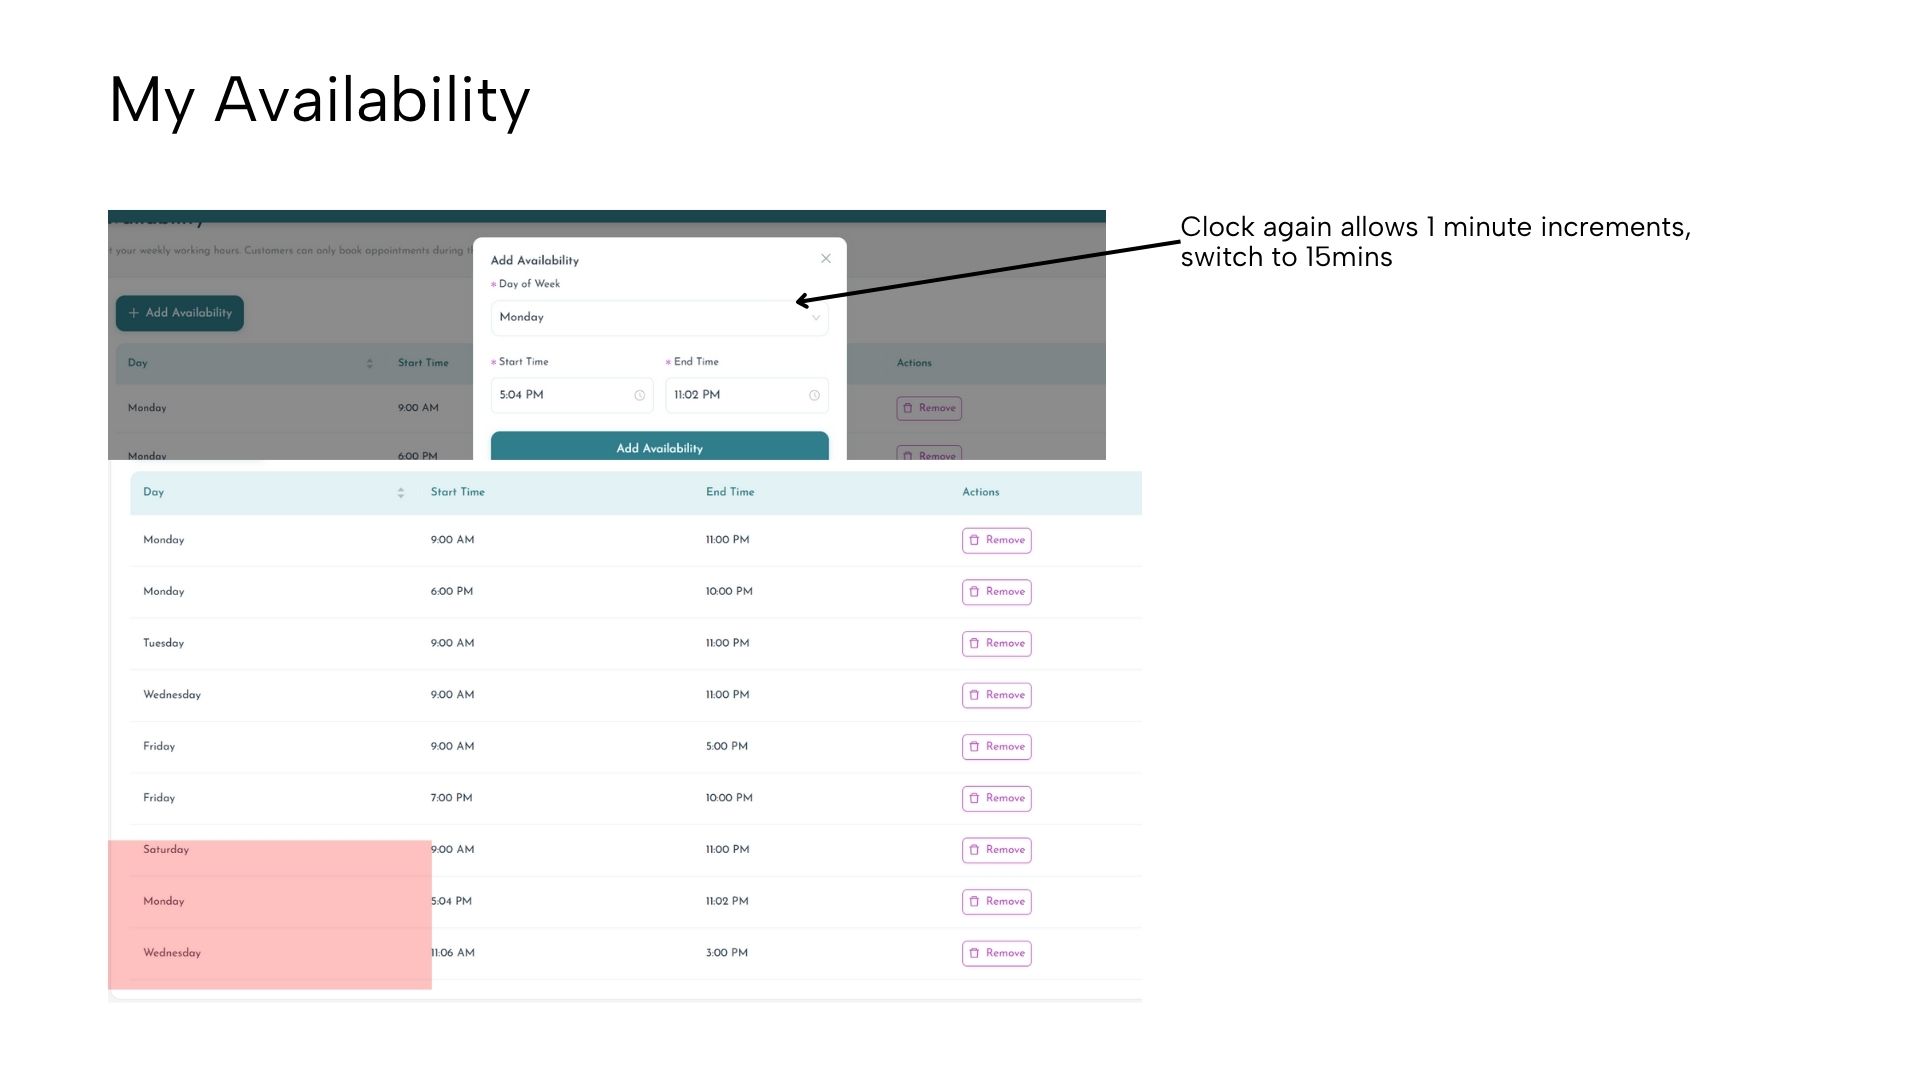 My Availability
Clock again allows 1 minute increments,
switch to 15mins
t your weekly working hours. Customers can only book appointments during
Add Availability
Day of Week
Monday
+ Add Availability
* Start Time * End Time
Day Start Time Actions
5:04 PM 11:02 PM
Monday 9:00 AM Remove
Add Availability
Monday 6:00 PM Remove
Day Start Time End Time Actions
Monday 9:00 AM 11:00 PM Remove
Monday 6:00 PM 10:00 PM Remove
Tuesday 9:00 AM 11:00 PM Remove
Wednesday 9:00 AM 11:00 PM Remove
Friday 9:00 AM 5:00 PM Remove
Friday 7:00 PM 10:00 PM Remove
Saturday 9:00 AM 11:00 PM Remove
Monday 5:04 PM 11:02 PM Remove
Wednesday 11:06 AM 3:00 PM Remove